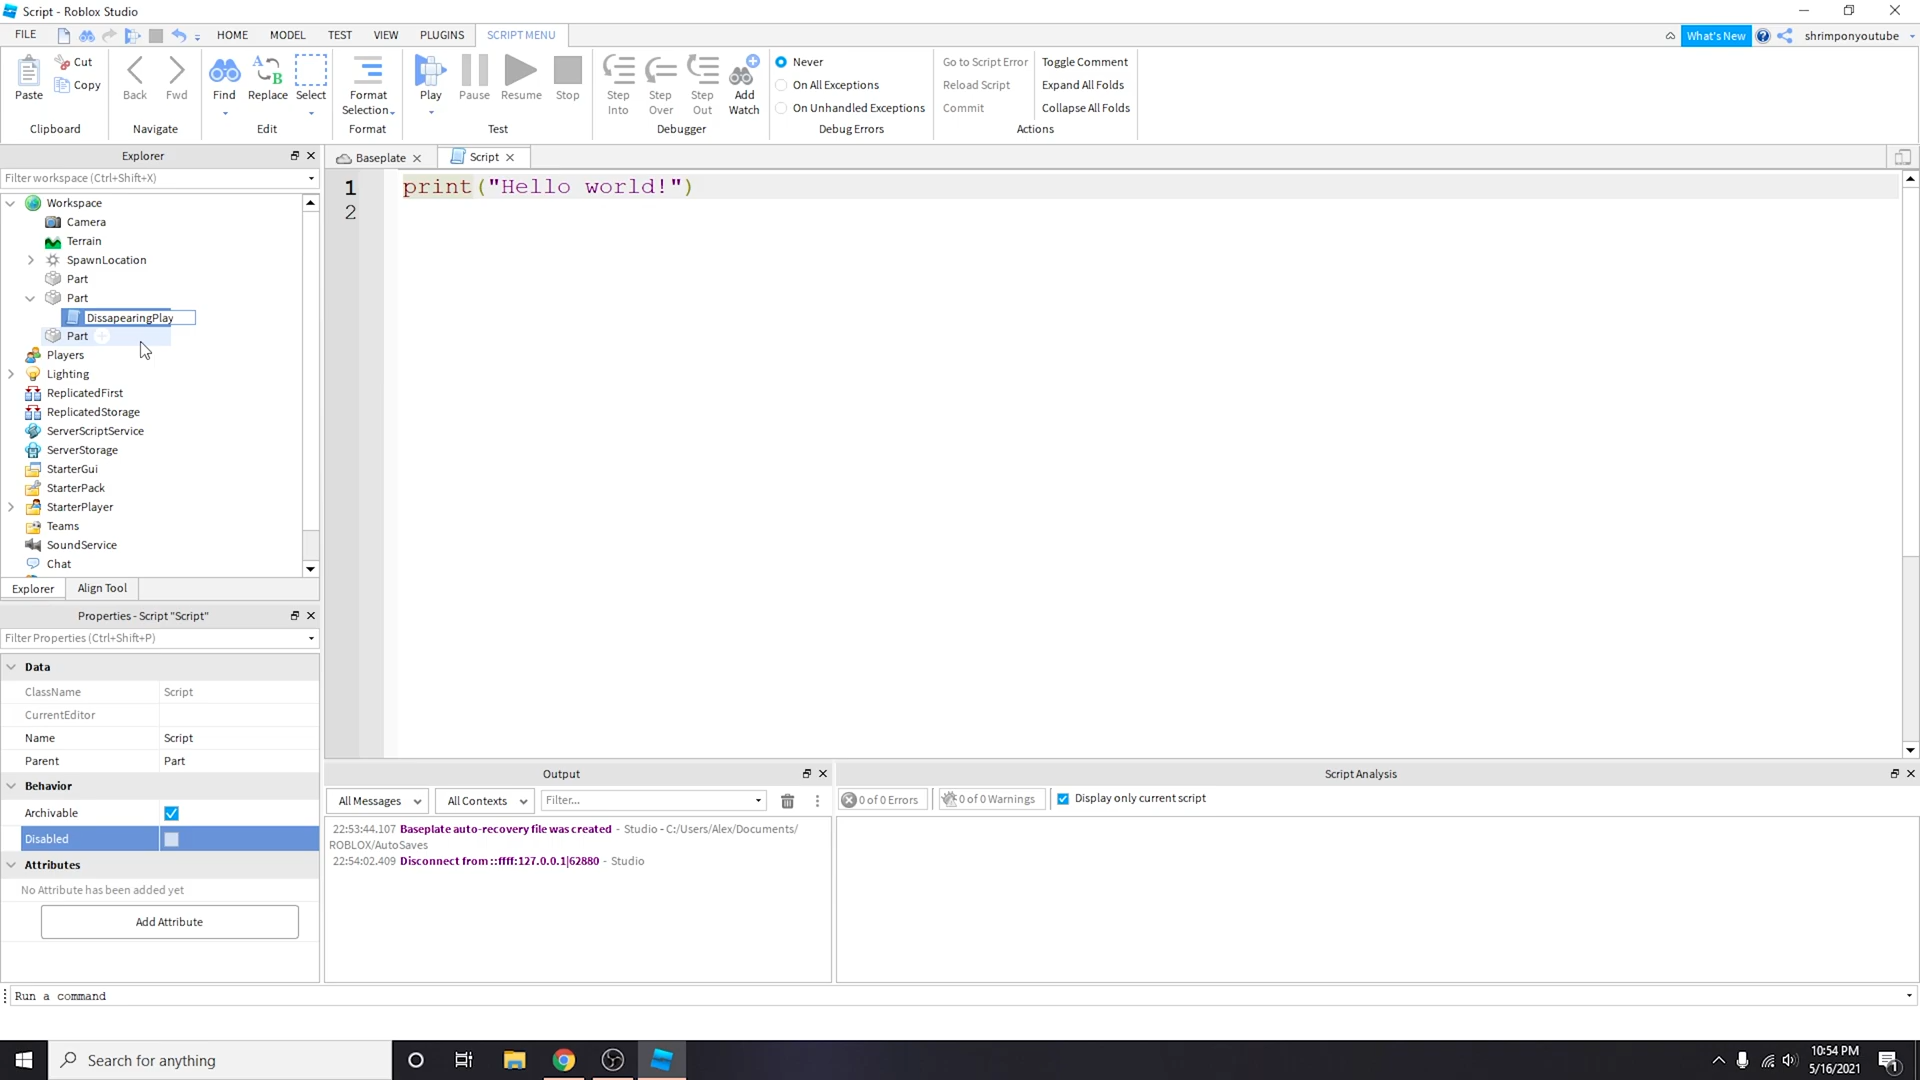 Script - Roblox Studio
FILE HOME MODEL TEST VIEW PLUGINS SCRIPT MENU What's New shrimponyoutube
Paste Cut Copy Back Fwd Find Replace Select Format Selection Play Pause Resume Stop Step Into Step Over Step Out Add Watch
Never
On All Exceptions
On Unhandled Exceptions
Go to Script Error
Reload Script
Commit
Toggle Comment
Expand All Folds
Collapse All Folds
Clipboard Navigate Edit Format Test Debugger Debug Errors Actions
Explorer
Baseplate Script
Filter workspace (Ctrl+Shift+X)
Workspace
Camera
Terrain
SpawnLocation
Part
Part
DissapearingPlay
Part
Players
Lighting
ReplicatedFirst
ReplicatedStorage
ServerScriptService
ServerStorage
StarterGui
StarterPack
StarterPlayer
Teams
SoundService
Chat
Explorer Align Tool
1 print("Hello world!")
2
Properties - Script "Script"
Filter Properties (Ctrl+Shift+P)
Data
ClassName Script
CurrentEditor
Name Script
Parent Part
Behavior
Archivable
Disabled
Attributes
No Attribute has been added yet
Add Attribute
Output
All Messages All Contexts Filter...
22:53:44.107 Baseplate auto-recovery file was created - Studio - C:/Users/Alex/Documents/
ROBLOX/AutoSaves
22:54:02.409 Disconnect from ::ffff:127.0.0.1|62880 - Studio
Script Analysis
0 of 0 Errors 0 of 0 Warnings Display only current script
Run a command
Search for anything
10:54 PM
5/16/2021
1